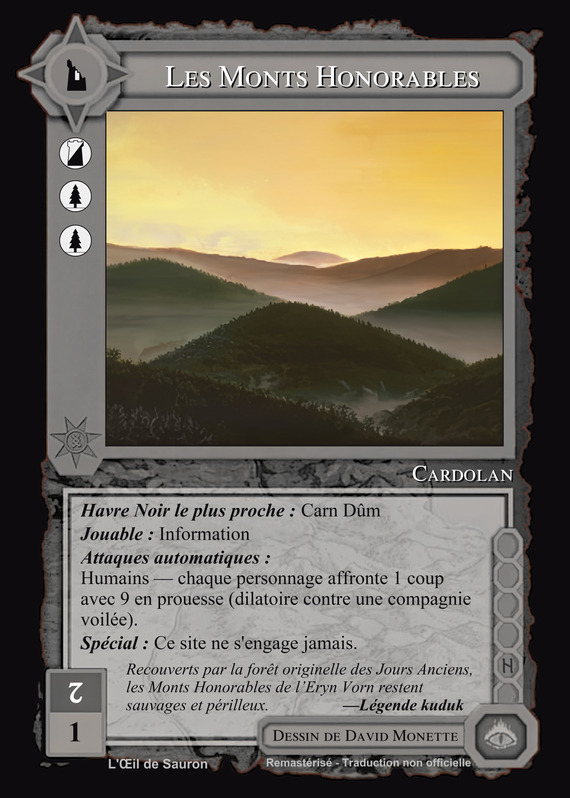 Les Monts Honorables
Cardolan
Havre Noir le plus proche : Carn Dûm
Jouable : Information
Attaques automatiques :
Humains — chaque personnage affronte 1 coup
avec 9 en prouesse (dilatoire contre une compagnie
voilée).
Spécial : Ce site ne s'engage jamais.
Recouverts par la forêt originelle des Jours Anciens,
les Monts Honorables de l'Eryn Vorn restent
sauvages et périlleux. —Légende kuduk
2
1
Dessin de David Monette
L'Œil de Sauron
Remastérisé - Traduction non officielle